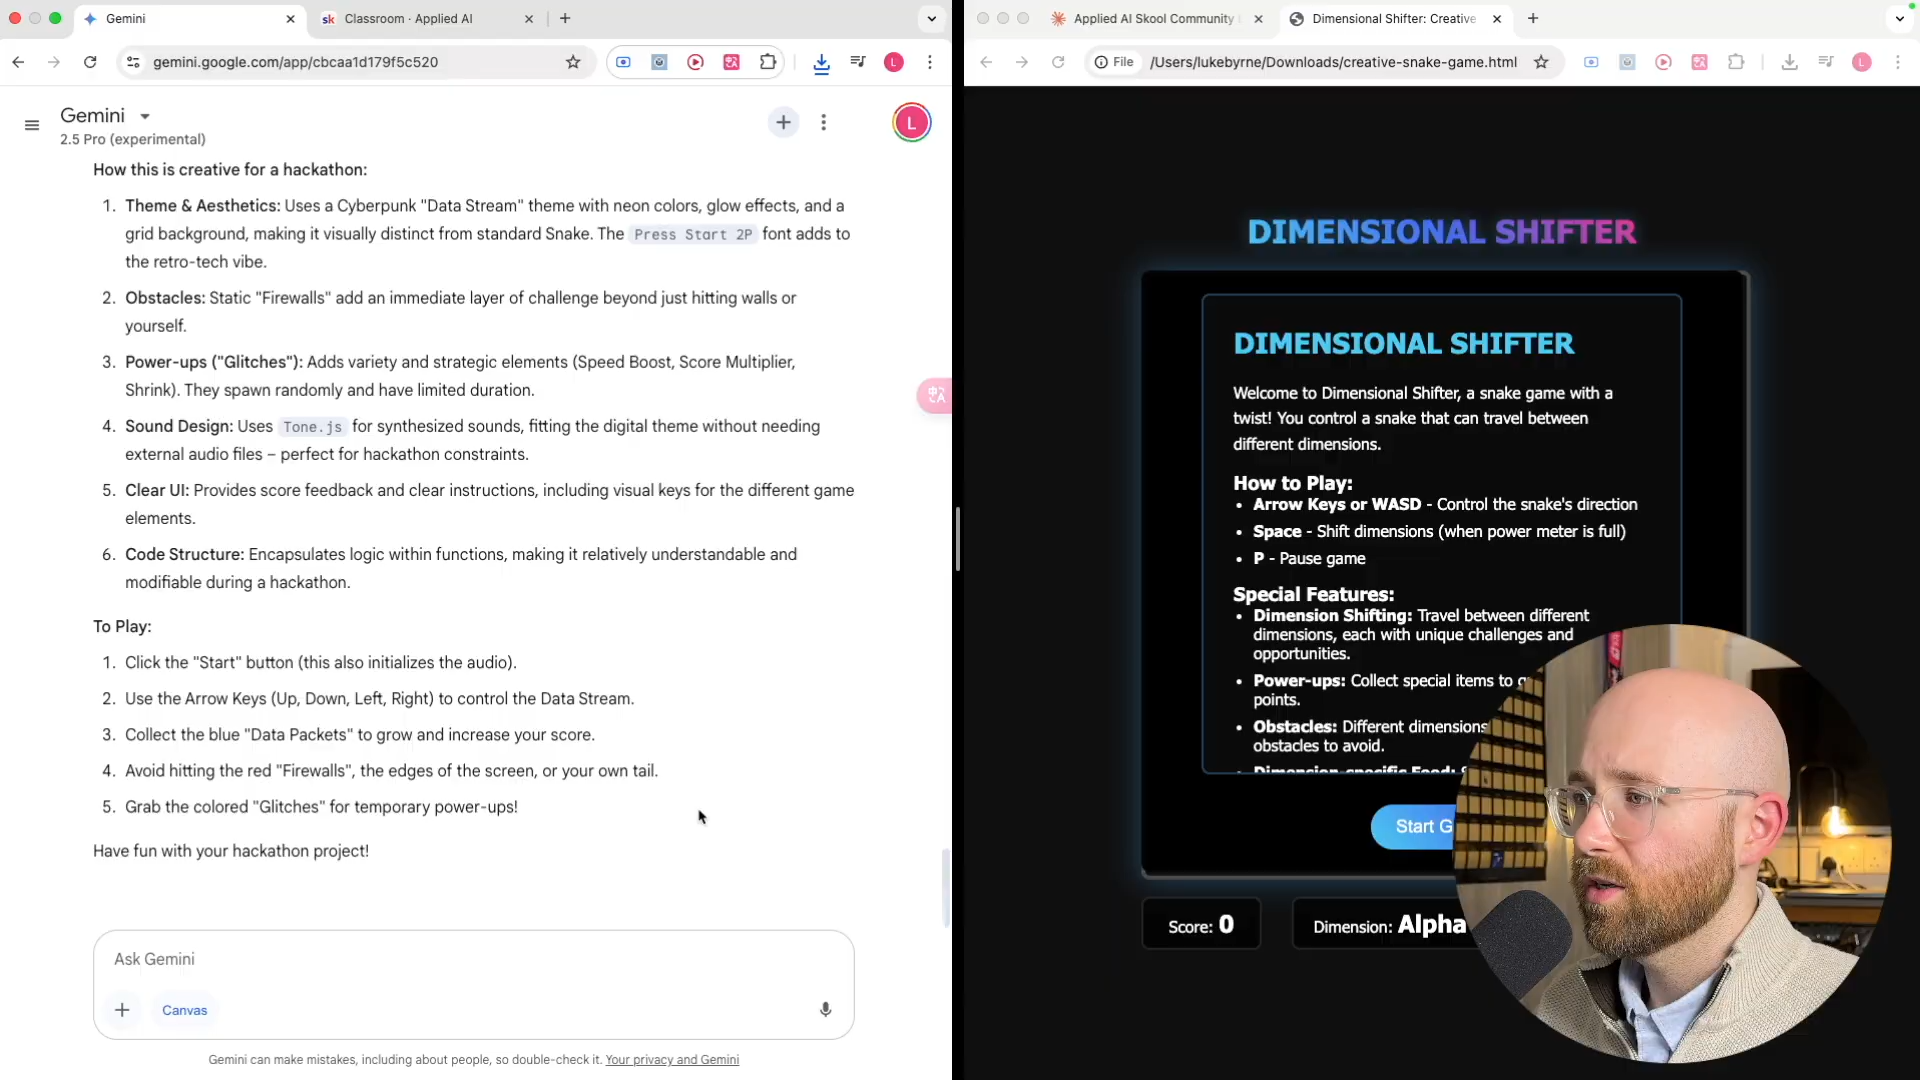 Gemini
Classroom · Applied AI
gemini.google.com/app/cbcaa1d179f5c520
L
Gemini
2.5 Pro (experimental)
L
How this is creative for a hackathon:
1. Theme & Aesthetics: Uses a Cyberpunk "Data Stream" theme with neon colors, glow effects, and a
grid background, making it visually distinct from standard Snake. The Press Start 2P font adds to
the retro-tech vibe.
2. Obstacles: Static "Firewalls" add an immediate layer of challenge beyond just hitting walls or
yourself.
3. Power-ups ("Glitches"): Adds variety and strategic elements (Speed Boost, Score Multiplier,
Shrink). They spawn randomly and have limited duration.
4. Sound Design: Uses Tone.js for synthesized sounds, fitting the digital theme without needing
external audio files – perfect for hackathon constraints.
5. Clear UI: Provides score feedback and clear instructions, including visual keys for the different game
elements.
6. Code Structure: Encapsulates logic within functions, making it relatively understandable and
modifiable during a hackathon.
To Play:
1. Click the "Start" button (this also initializes the audio).
2. Use the Arrow Keys (Up, Down, Left, Right) to control the Data Stream.
3. Collect the blue "Data Packets" to grow and increase your score.
4. Avoid hitting the red "Firewalls", the edges of the screen, or your own tail.
5. Grab the colored "Glitches" for temporary power-ups!
Have fun with your hackathon project!
Ask Gemini
Canvas
Gemini can make mistakes, including about people, so double-check it. Your privacy and Gemini
sk
Applied AI Skool Community
Dimensional Shifter: Creative
File
/Users/lukebyrne/Downloads/creative-snake-game.html
L
DIMENSIONAL SHIFTER
DIMENSIONAL SHIFTER
Welcome to Dimensional Shifter, a snake game with a
twist! You control a snake that can travel between
different dimensions.
How to Play:
• Arrow Keys or WASD - Control the snake's direction
• Space - Shift dimensions (when power meter is full)
• P - Pause game
Special Features:
• Dimension Shifting: Travel between different
dimensions, each with unique challenges and
opportunities.
• Power-ups: Collect special items to
points.
• Obstacles: Different dimensions
obstacles to avoid.
• Dimension-specific Food:
Start G
Score: 0
Dimension: Alpha